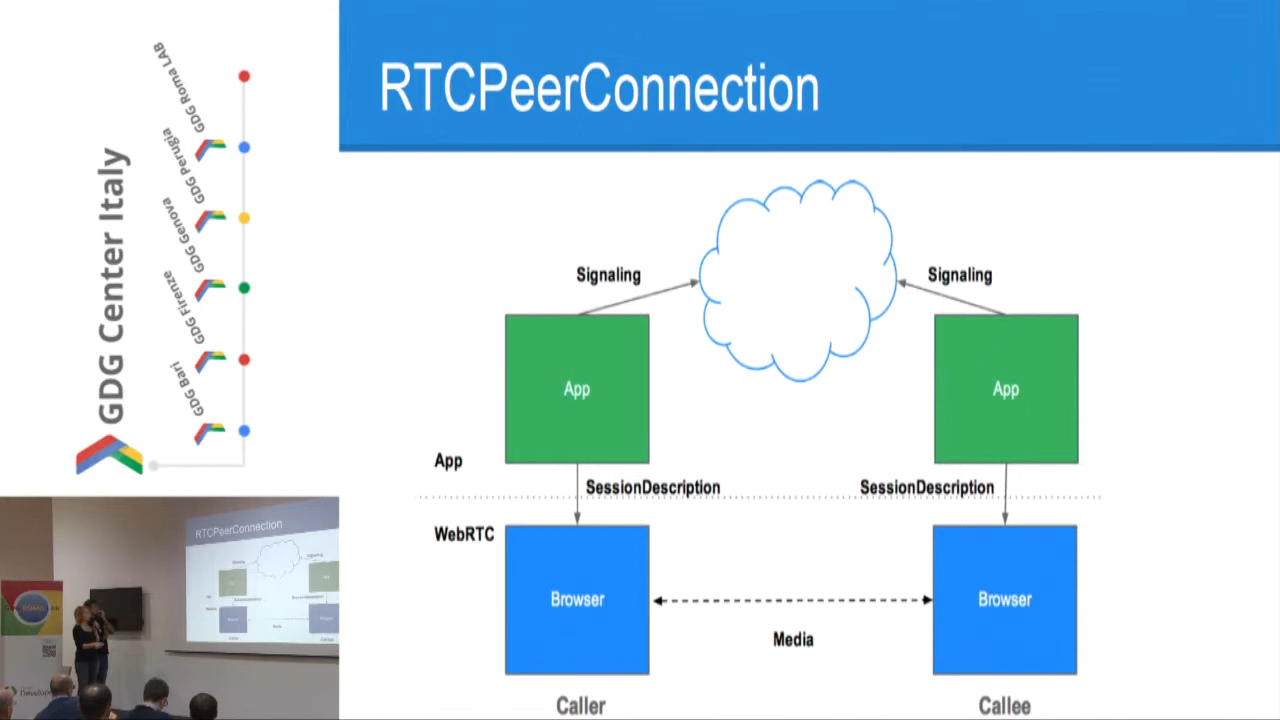 GDG Center Italy
GDG Roma LAB
GDG Perugia
GDG Genova
GDG Firenze
GDG Bari
RTCPeerConnection
Signaling
Signaling
App
App
App
SessionDescription
SessionDescription
WebRTC
Browser
Browser
Media
Caller
Callee
RTCPeerConnection